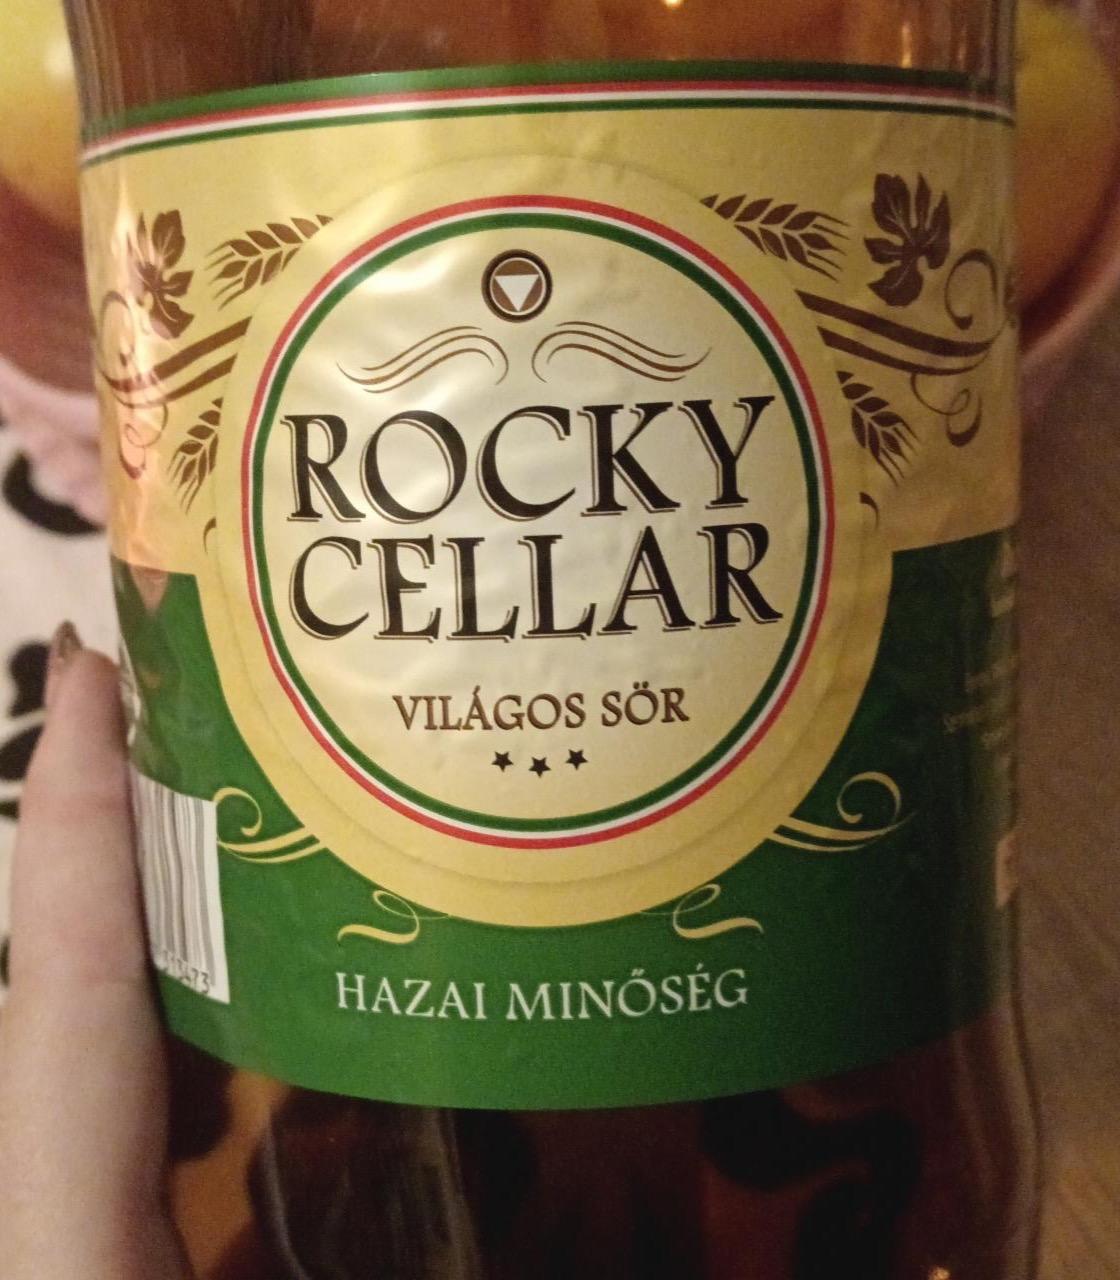 ROCKY
CELLAR
VILÁGOS SÖR
HAZAI MINŐSÉG